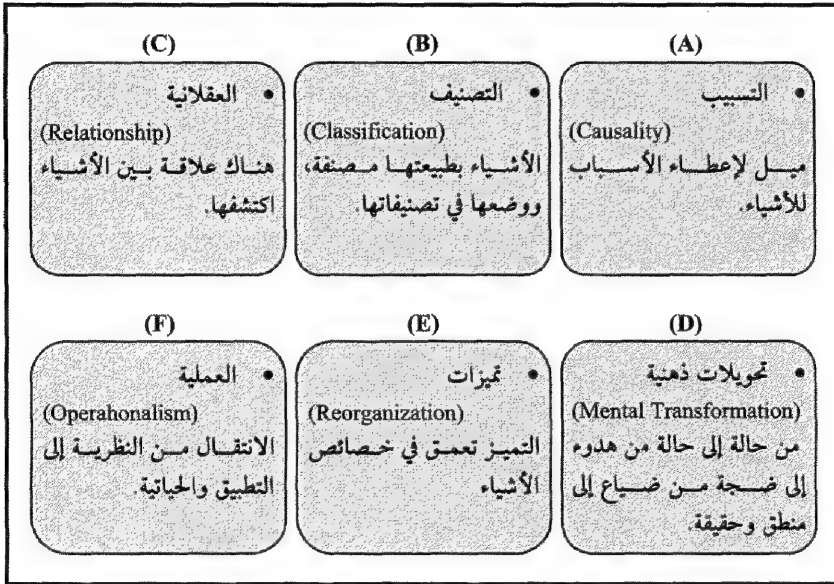 (A)
• التسبيب
(Causality)
ميل لإعطاء الأسباب
للأشياء.
(B)
• التصنيف
(Classification)
الأشياء بطبيعتها مصنفة،
ووضعها في تصنيفاتها.
(C)
• العقلانية
(Relationship)
هناك علاقة بين الأشياء
اكتشفها.
(D)
• تحويلات ذهنية
(Mental Transformation)
من حالة إلى حالة من هدوء
إلى ضجة من ضياع إلى
منطق وحقيقة.
(E)
• تميزات
(Reorganization)
التميز تعمق في خصائص
الأشياء
(F)
• العملية
(Operahonalism)
الانتقال من النظرية إلى
التطبيق والحياتية.